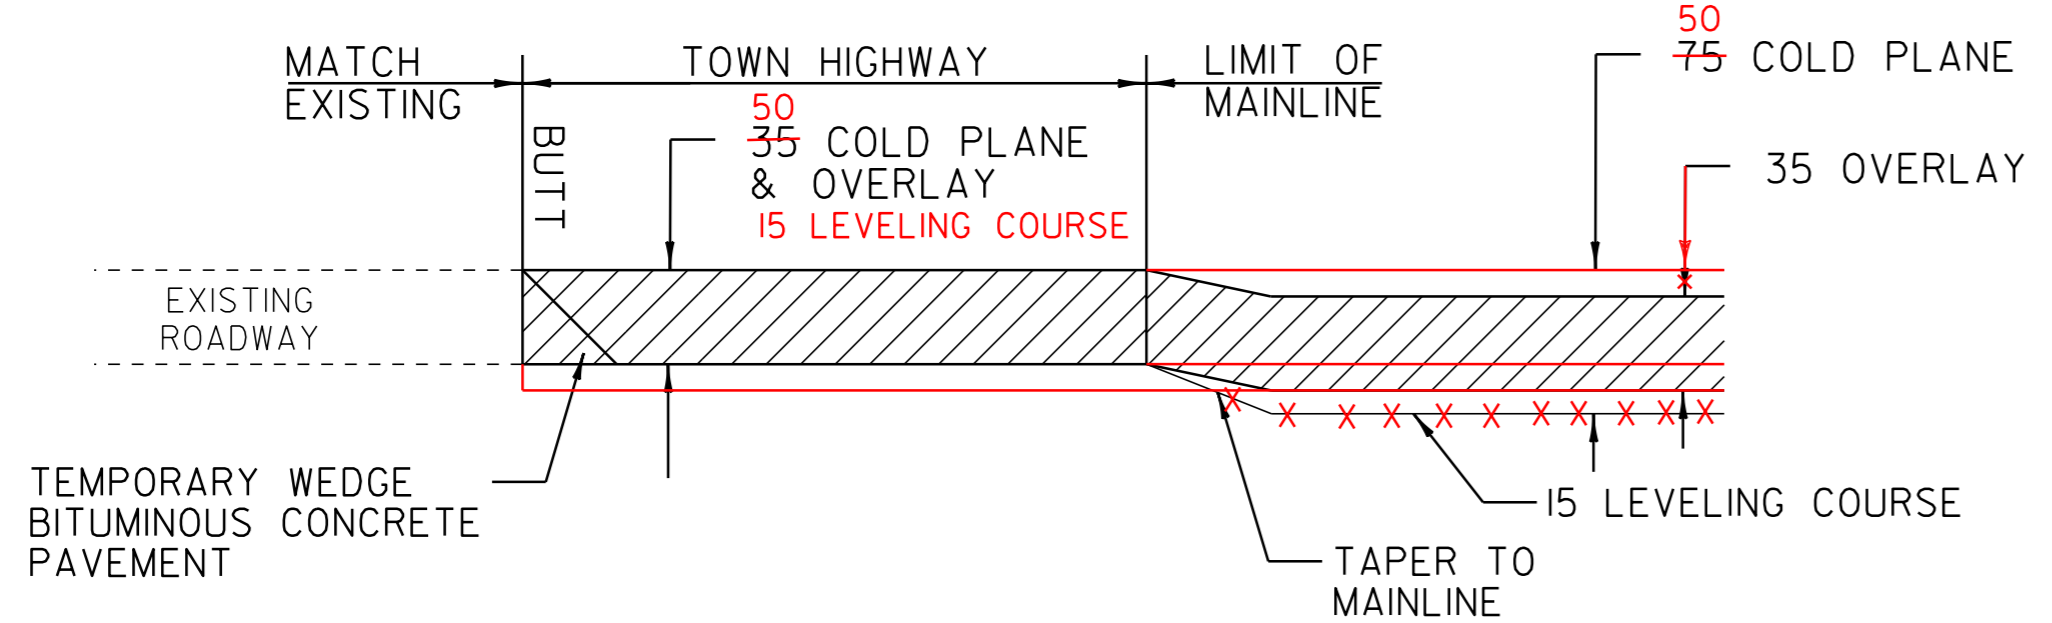 MATCH
EXISTING
TOWN HIGHWAY
LIMIT OF
MAINLINE
50
75 COLD PLANE
BUTT
50
35 COLD PLANE
& OVERLAY
15 LEVELING COURSE
35 OVERLAY
EXISTING
ROADWAY
TEMPORARY WEDGE
BITUMINOUS CONCRETE
PAVEMENT
15 LEVELING COURSE
TAPER TO
MAINLINE